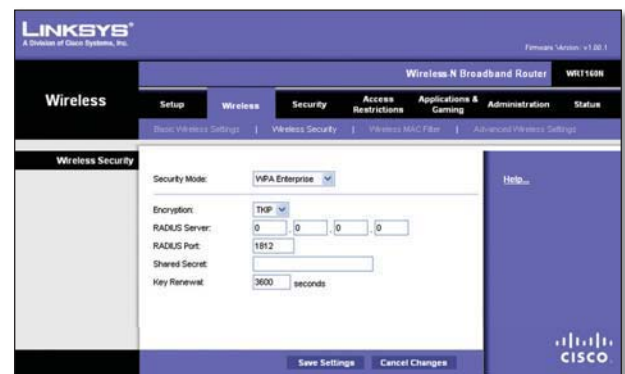 LINKSYS®
A Division of Cisco Systems, Inc.
Firmware Version: v1.00.1
Wireless-N Broadband Router WRT160N
Wireless
Setup Wireless Security Access Restrictions Applications & Gaming Administration Status
Basic Wireless Settings | Wireless Security | Wireless MAC Filter | Advanced Wireless Settings
Wireless Security
Security Mode: WPA Enterprise
Help...
Encryption: TKIP
RADIUS Server: 0 . 0 . 0 . 0
RADIUS Port: 1812
Shared Secret:
Key Renewal: 3600 seconds
Save Settings Cancel Changes
CISCO